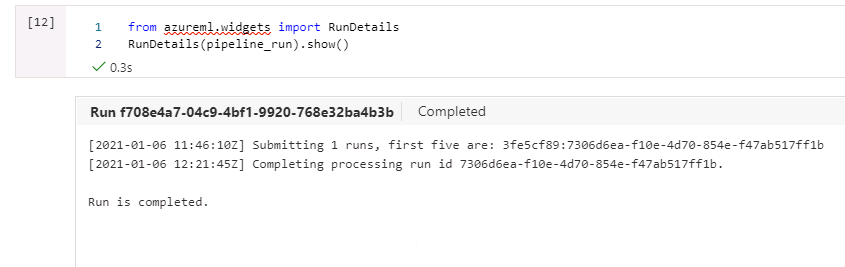 [12]
1 from azureml.widgets import RunDetails
2 RunDetails(pipeline_run).show()
0.3s
Run f708e4a7-04c9-4bf1-9920-768e32ba4b3b Completed
[2021-01-06 11:46:10Z] Submitting 1 runs, first five are: 3fe5cf89:7306d6ea-f10e-4d70-854e-f47ab517ff1b
[2021-01-06 12:21:45Z] Completing processing run id 7306d6ea-f10e-4d70-854e-f47ab517ff1b.
Run is completed.